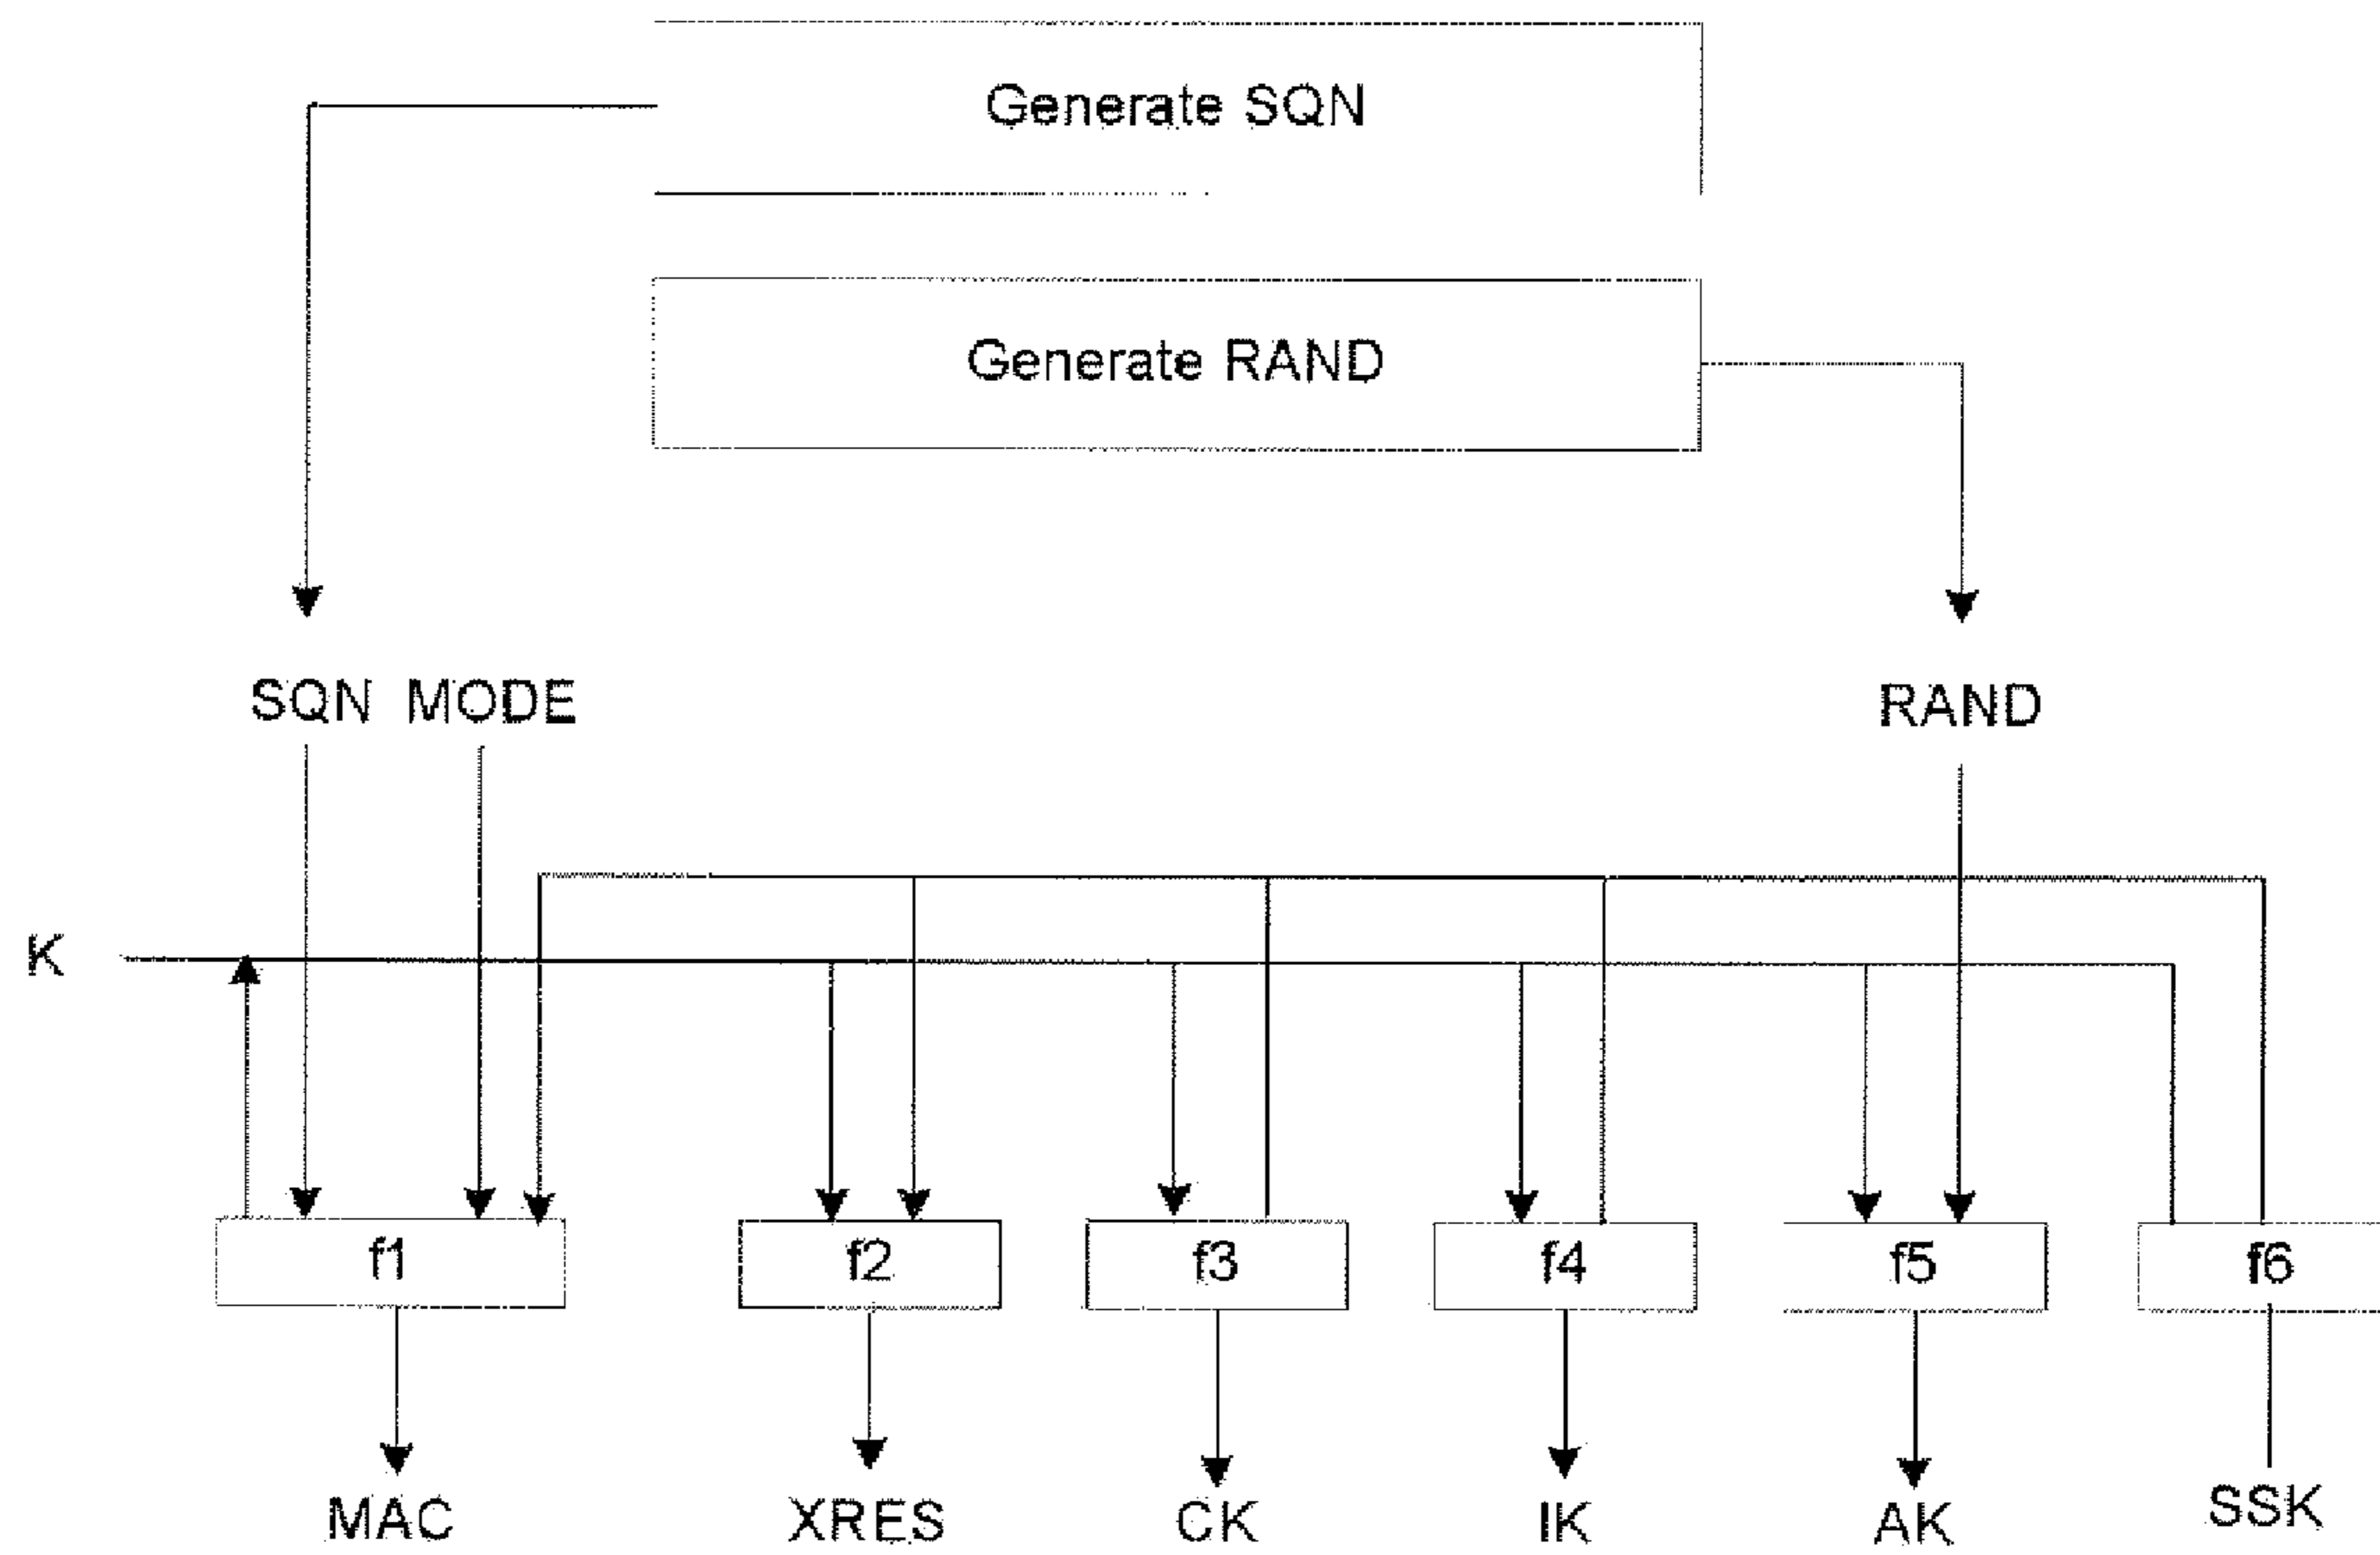 Generate SQN
Generate RAND
SQN MODE
RAND
K
f1 f2 f3 f4 f5 f6
MAC XRES CK IK AK SSK